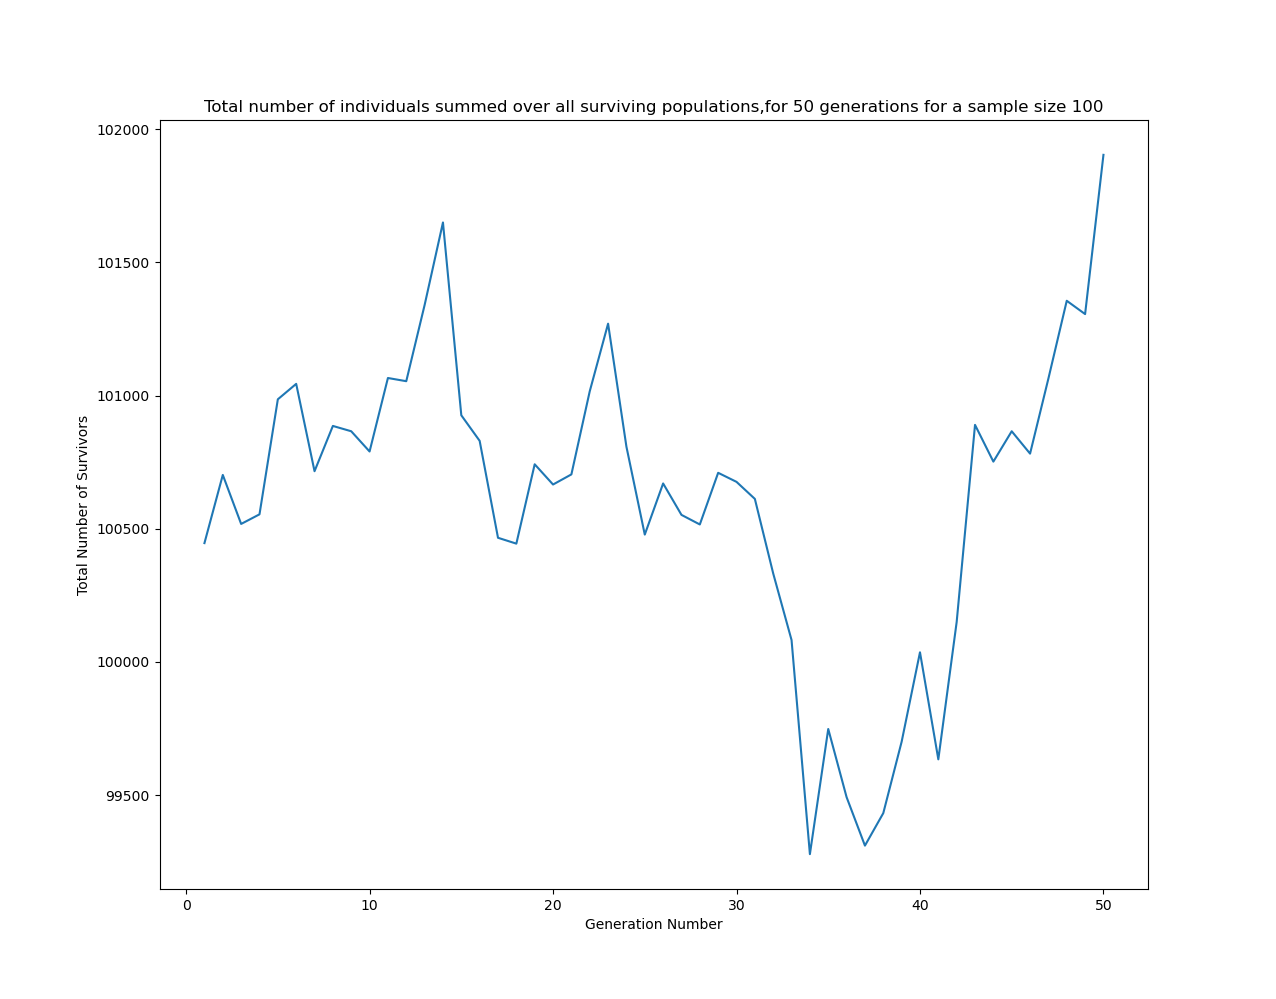 Total number of individuals summed over all surviving populations,for 50 generations for a sample size 100
102000
101500
101000
100500
100000
99500
Total Number of Survivors
0 10 20 30 40 50
Generation Number